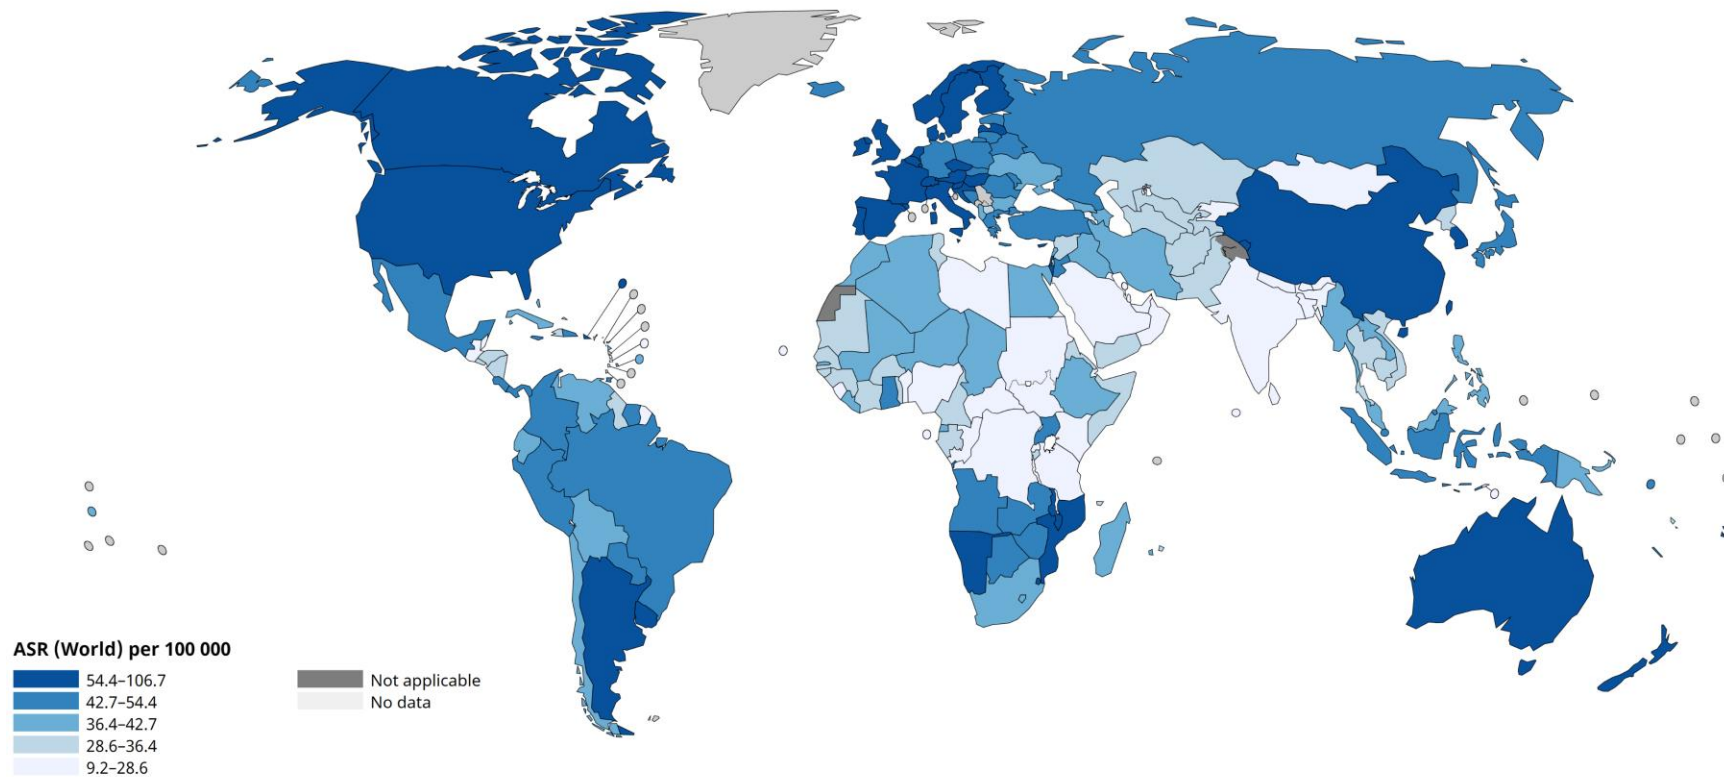 ASR (World) per 100 000
54.4–106.7
42.7–54.4
36.4–42.7
28.6–36.4
9.2–28.6
Not applicable
No data